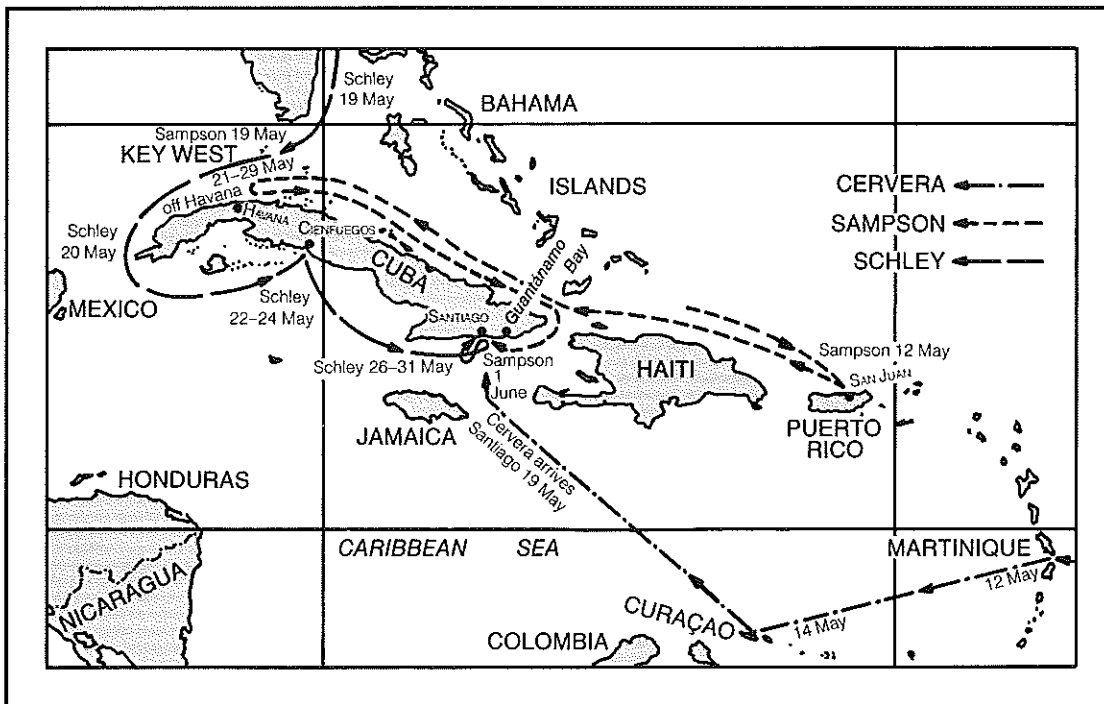 Schley
19 May
BAHAMA
Sampson 19 May
KEY WEST
21–29 May
off Havana
HAVANA
ISLANDS
CERVERA
SAMPSON
SCHLEY
Schley
20 May
CIENFUEGOS
CUBA
Guantánamo
Bay
MEXICO
Schley
22–24 May
SANTIAGO
Schley 26–31 May
Sampson
1
June
HAITI
Sampson 12 May
SAN JUAN
PUERTO
RICO
JAMAICA
Cervera arrives
Santiago 19 May
HONDURAS
CARIBBEAN SEA
MARTINIQUE
12 May
NICARAGUA
CURAÇAO
14 May
COLOMBIA